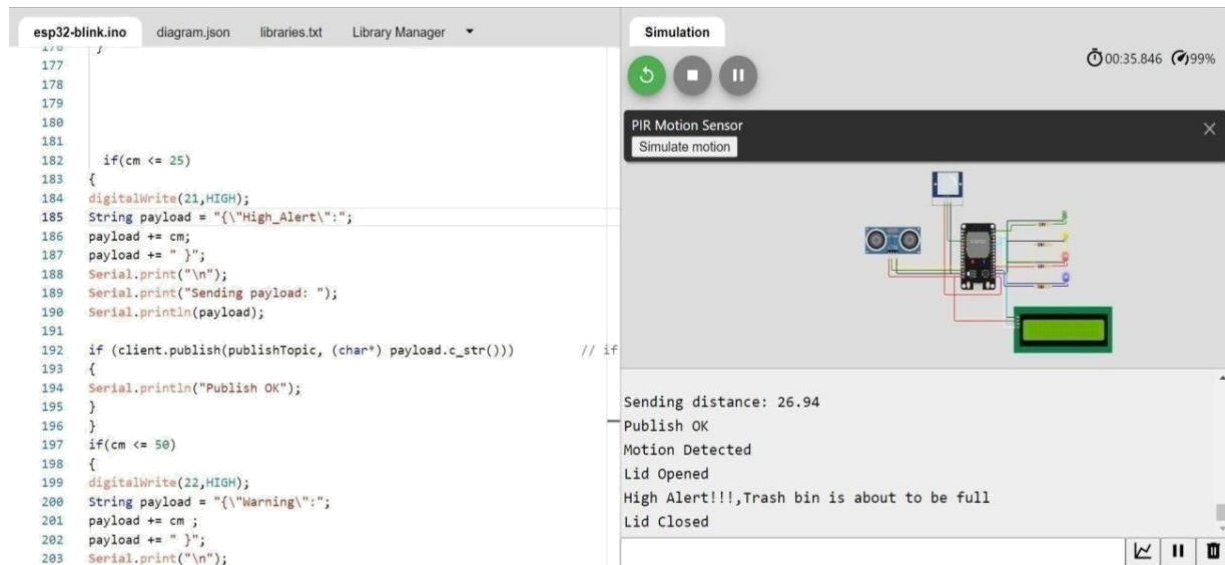 esp32-blink.ino diagram.json libraries.txt Library Manager
176 }
177
178
179
180
181
182 if(cm <= 25)
183 {
184 digitalWrite(21,HIGH);
185 String payload = "{\"High_Alert\":";
186 payload += cm;
187 payload += " }";
188 Serial.print("\n");
189 Serial.print("Sending payload: ");
190 Serial.println(payload);
191
192 if (client.publish(publishTopic, (char*) payload.c_str())) // if
193 {
194 Serial.println("Publish OK");
195 }
196 }
197 if(cm <= 50)
198 {
199 digitalWrite(22,HIGH);
200 String payload = "{\"Warning\":";
201 payload += cm ;
202 payload += " }";
203 Serial.print("\n");
Simulation
00:35.846 99%
PIR Motion Sensor
Simulate motion
Sending distance: 26.94
Publish OK
Motion Detected
Lid Opened
High Alert!!!,Trash bin is about to be full
Lid Closed